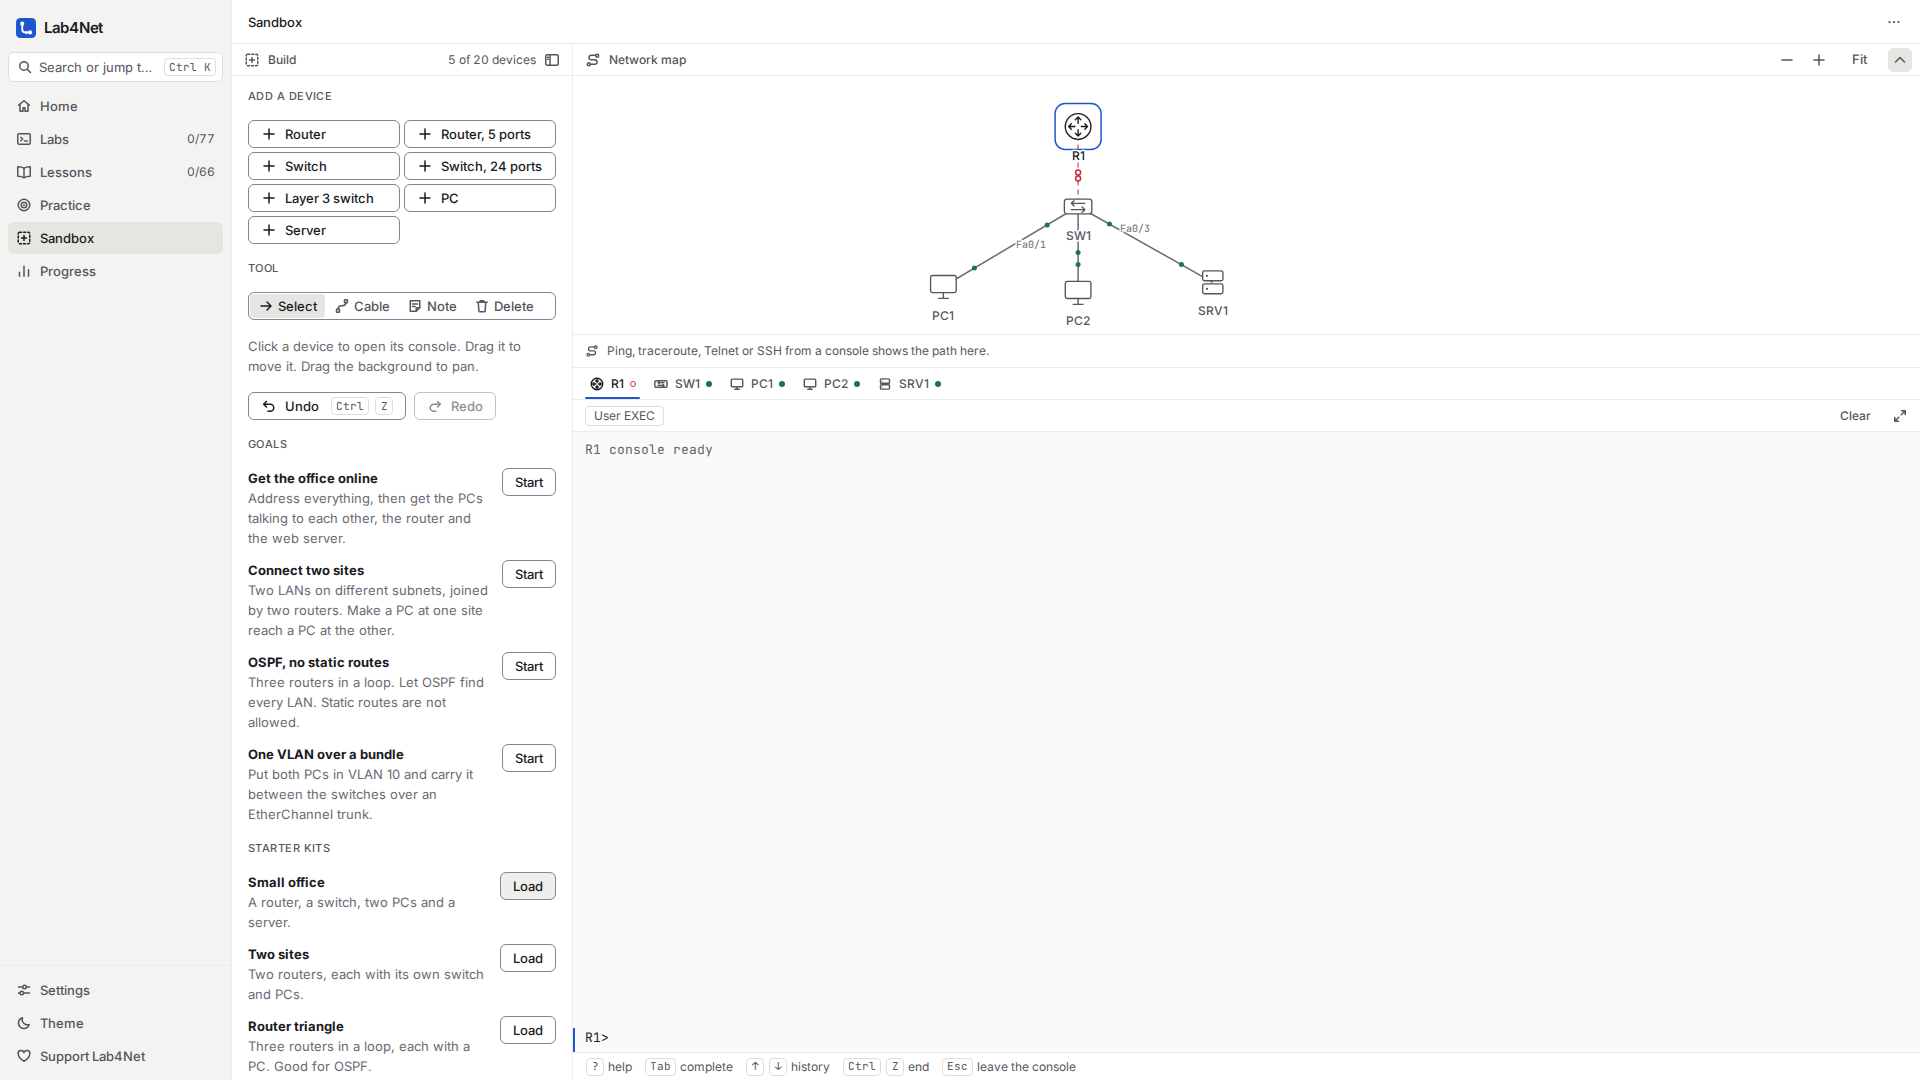 Lab4Net
Search or jump t... Ctrl K
Home
Labs 0/77
Lessons 0/66
Practice
Sandbox
Progress
Settings
Theme
Support Lab4Net
Sandbox
Build 5 of 20 devices
ADD A DEVICE
Router Router, 5 ports
Switch Switch, 24 ports
Layer 3 switch PC
Server
TOOL
Select Cable Note Delete
Click a device to open its console. Drag it to
move it. Drag the background to pan.
Undo Ctrl Z Redo
GOALS
Get the office online Start
Address everything, then get the PCs
talking to each other, the router and
the web server.
Connect two sites Start
Two LANs on different subnets, joined
by two routers. Make a PC at one site
reach a PC at the other.
OSPF, no static routes Start
Three routers in a loop. Let OSPF find
every LAN. Static routes are not
allowed.
One VLAN over a bundle Start
Put both PCs in VLAN 10 and carry it
between the switches over an
EtherChannel trunk.
STARTER KITS
Small office Load
A router, a switch, two PCs and a
server.
Two sites Load
Two routers, each with its own switch
and PCs.
Router triangle Load
Three routers in a loop, each with a
PC. Good for OSPF.
Network map Fit
R1
SW1
Fa0/1 Fa0/3
PC1 PC2 SRV1
Ping, traceroute, Telnet or SSH from a console shows the path here.
R1 SW1 PC1 PC2 SRV1
User EXEC Clear
R1 console ready
R1>
? help Tab complete ↑ ↓ history Ctrl Z end Esc leave the console